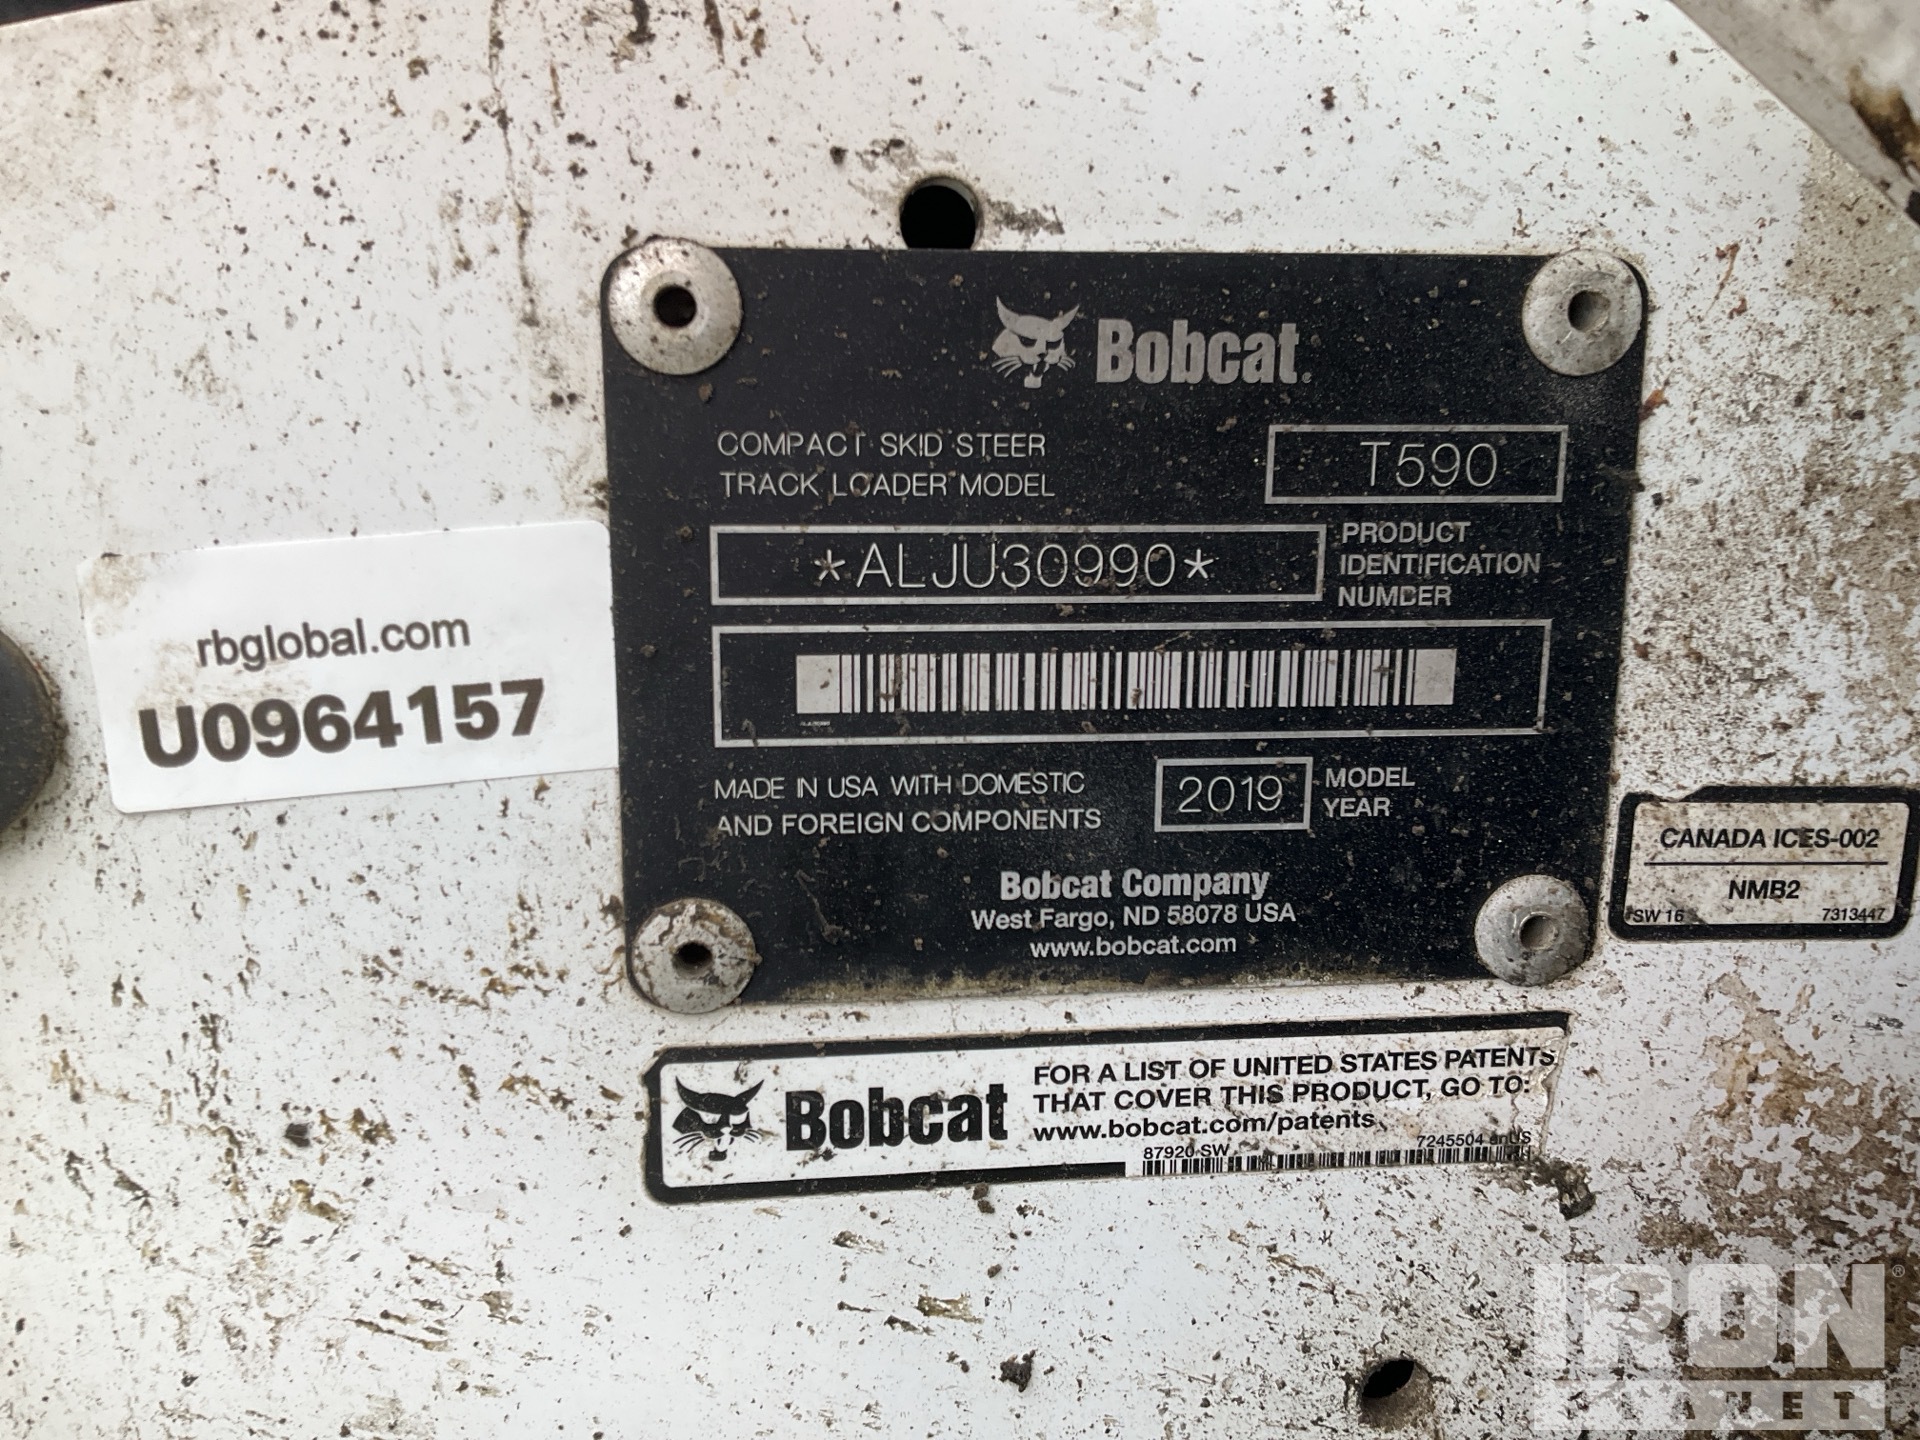 Bobcat®
COMPACT SKID STEER
TRACK LOADER MODEL
T590
*ALJU30990*
PRODUCT
IDENTIFICATION
NUMBER
MADE IN USA WITH DOMESTIC
AND FOREIGN COMPONENTS
2019
MODEL
YEAR
Bobcat Company
West Fargo, ND 58078 USA
www.bobcat.com
rbglobal.com
U0964157
CANADA ICES-002
NMB2
SW 16
7313447
Bobcat
FOR A LIST OF UNITED STATES PATENTS
THAT COVER THIS PRODUCT, GO TO:
www.bobcat.com/patents
87920 SW
7245504 enUS
IRON®
PLANET